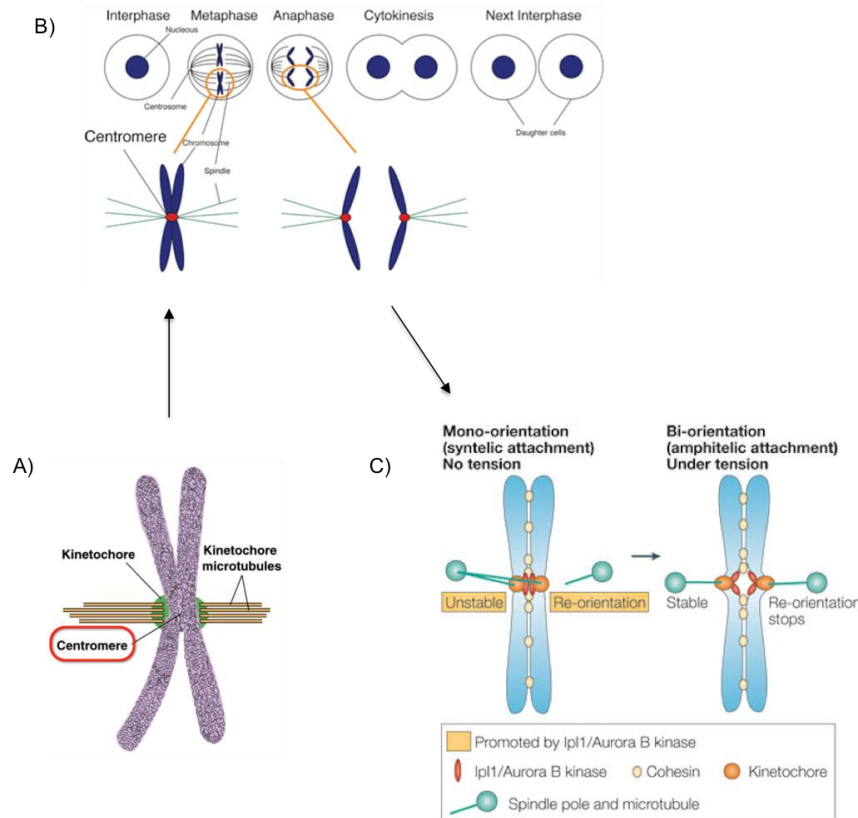 B)
Interphase
Metaphase
Anaphase
Cytokinesis
Next Interphase
Nucleous
Centrosome
Daughter cells
Centromere
Chromosome
Spindle
A)
Kinetochore
Kinetochore
microtubules
Centromere
C)
Mono-orientation
(syntelic attachment)
No tension
Bi-orientation
(amphitelic attachment)
Under tension
Unstable
Re-orientation
Stable
Re-orientation
stops
Promoted by Ipl1/Aurora B kinase
Ipl1/Aurora B kinase
Cohesin
Kinetochore
Spindle pole and microtubule